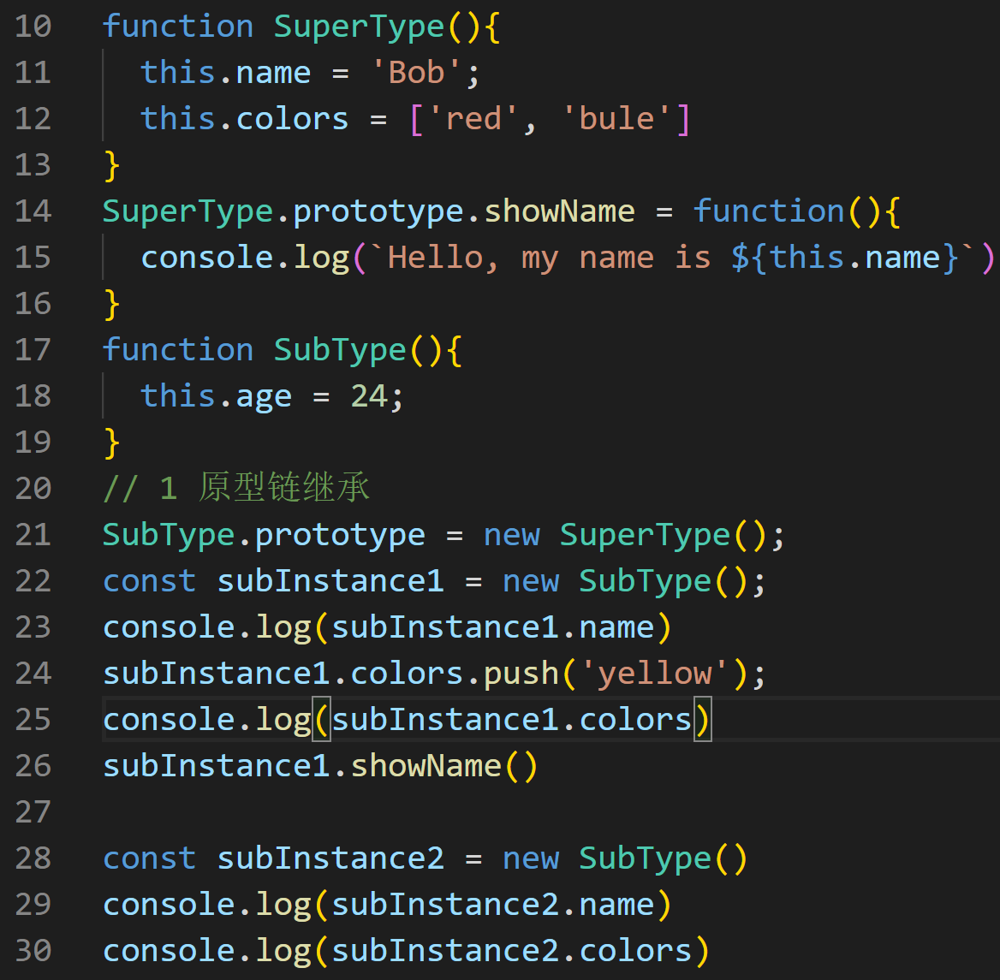 10 function SuperType(){
11 this.name = 'Bob';
12 this.colors = ['red', 'bule']
13 }
14 SuperType.prototype.showName = function(){
15 console.log(`Hello, my name is ${this.name}`)
16 }
17 function SubType(){
18 this.age = 24;
19 }
20 // 1 原型链继承
21 SubType.prototype = new SuperType();
22 const subInstance1 = new SubType();
23 console.log(subInstance1.name)
24 subInstance1.colors.push('yellow');
25 console.log(subInstance1.colors)
26 subInstance1.showName()
27
28 const subInstance2 = new SubType()
29 console.log(subInstance2.name)
30 console.log(subInstance2.colors)